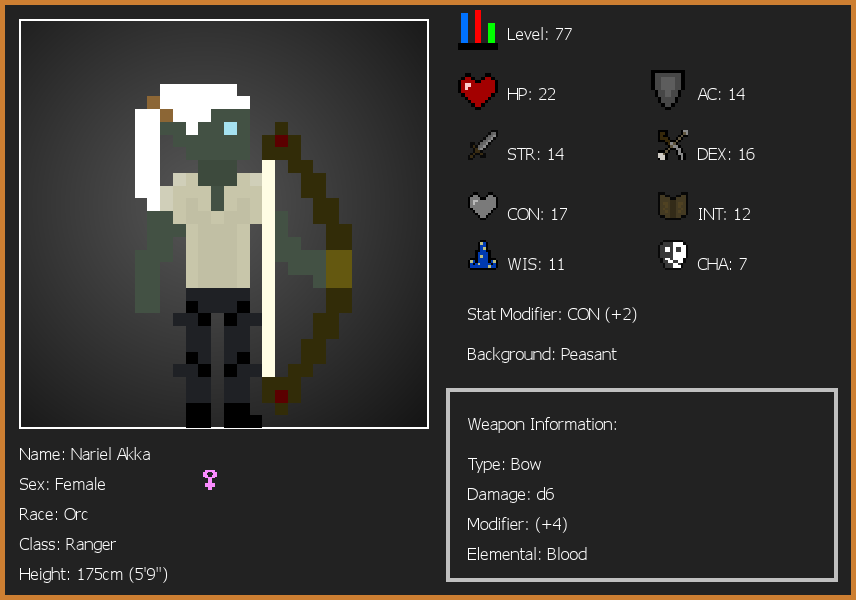 Level: 77
HP: 22
AC: 14
STR: 14
DEX: 16
CON: 17
INT: 12
WIS: 11
CHA: 7
Stat Modifier: CON (+2)
Background: Peasant
Weapon Information:
Type: Bow
Damage: d6
Modifier: (+4)
Elemental: Blood
Name: Nariel Akka
Sex: Female
Race: Orc
Class: Ranger
Height: 175cm (5'9")